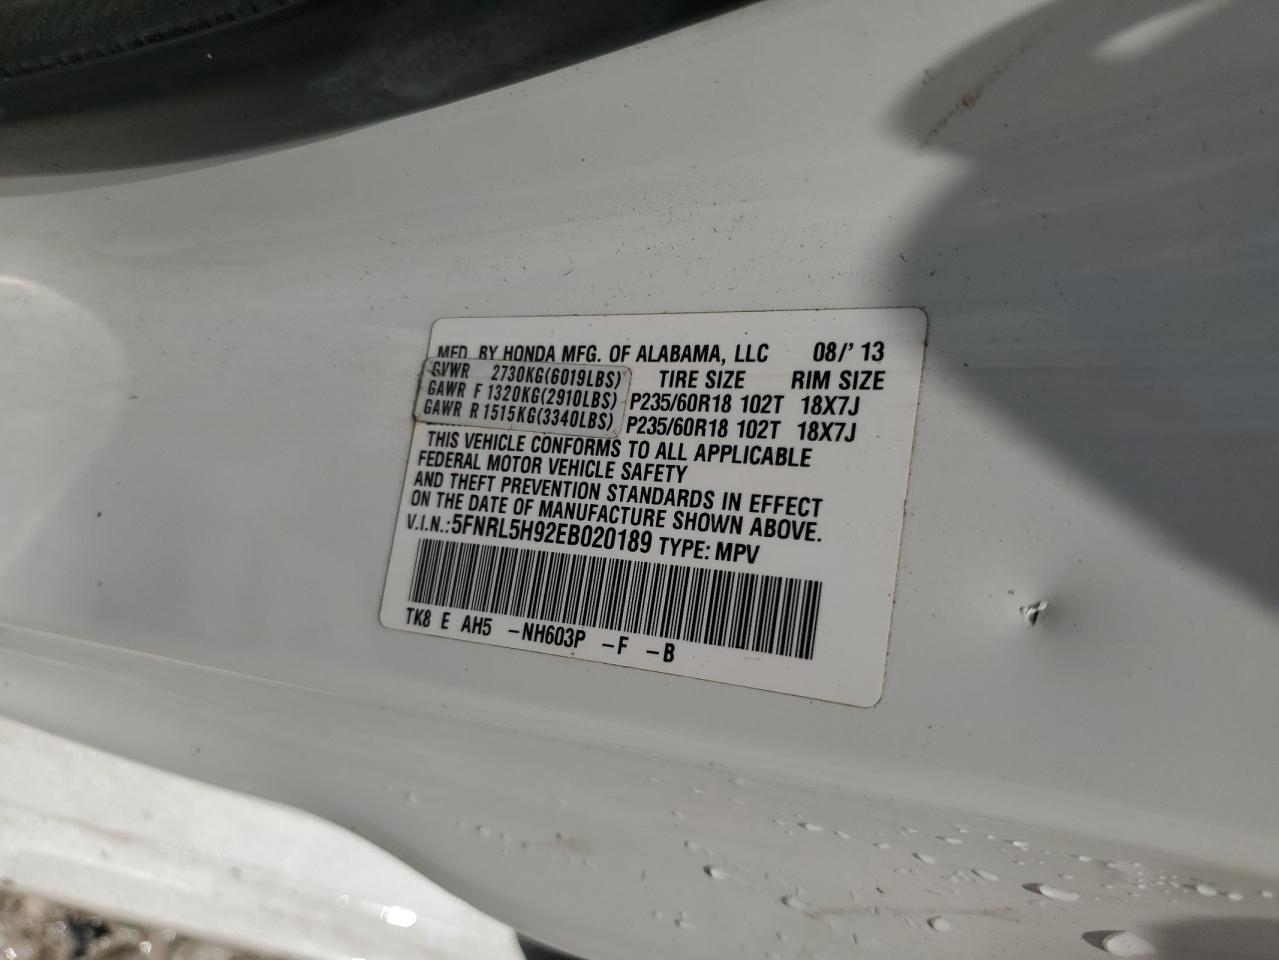 MFD. BY HONDA MFG. OF ALABAMA, LLC 08/'13
GVWR 2730KG(6019LBS) TIRE SIZE RIM SIZE
GAWR F 1320KG(2910LBS) P235/60R18 102T 18X7J
GAWR R 1515KG(3340LBS) P235/60R18 102T 18X7J
THIS VEHICLE CONFORMS TO ALL APPLICABLE
FEDERAL MOTOR VEHICLE SAFETY
AND THEFT PREVENTION STANDARDS IN EFFECT
ON THE DATE OF MANUFACTURE SHOWN ABOVE.
V.I.N.: 5FNRL5H92EB020189 TYPE: MPV
TK8 E AH5 -NH603P -F -B